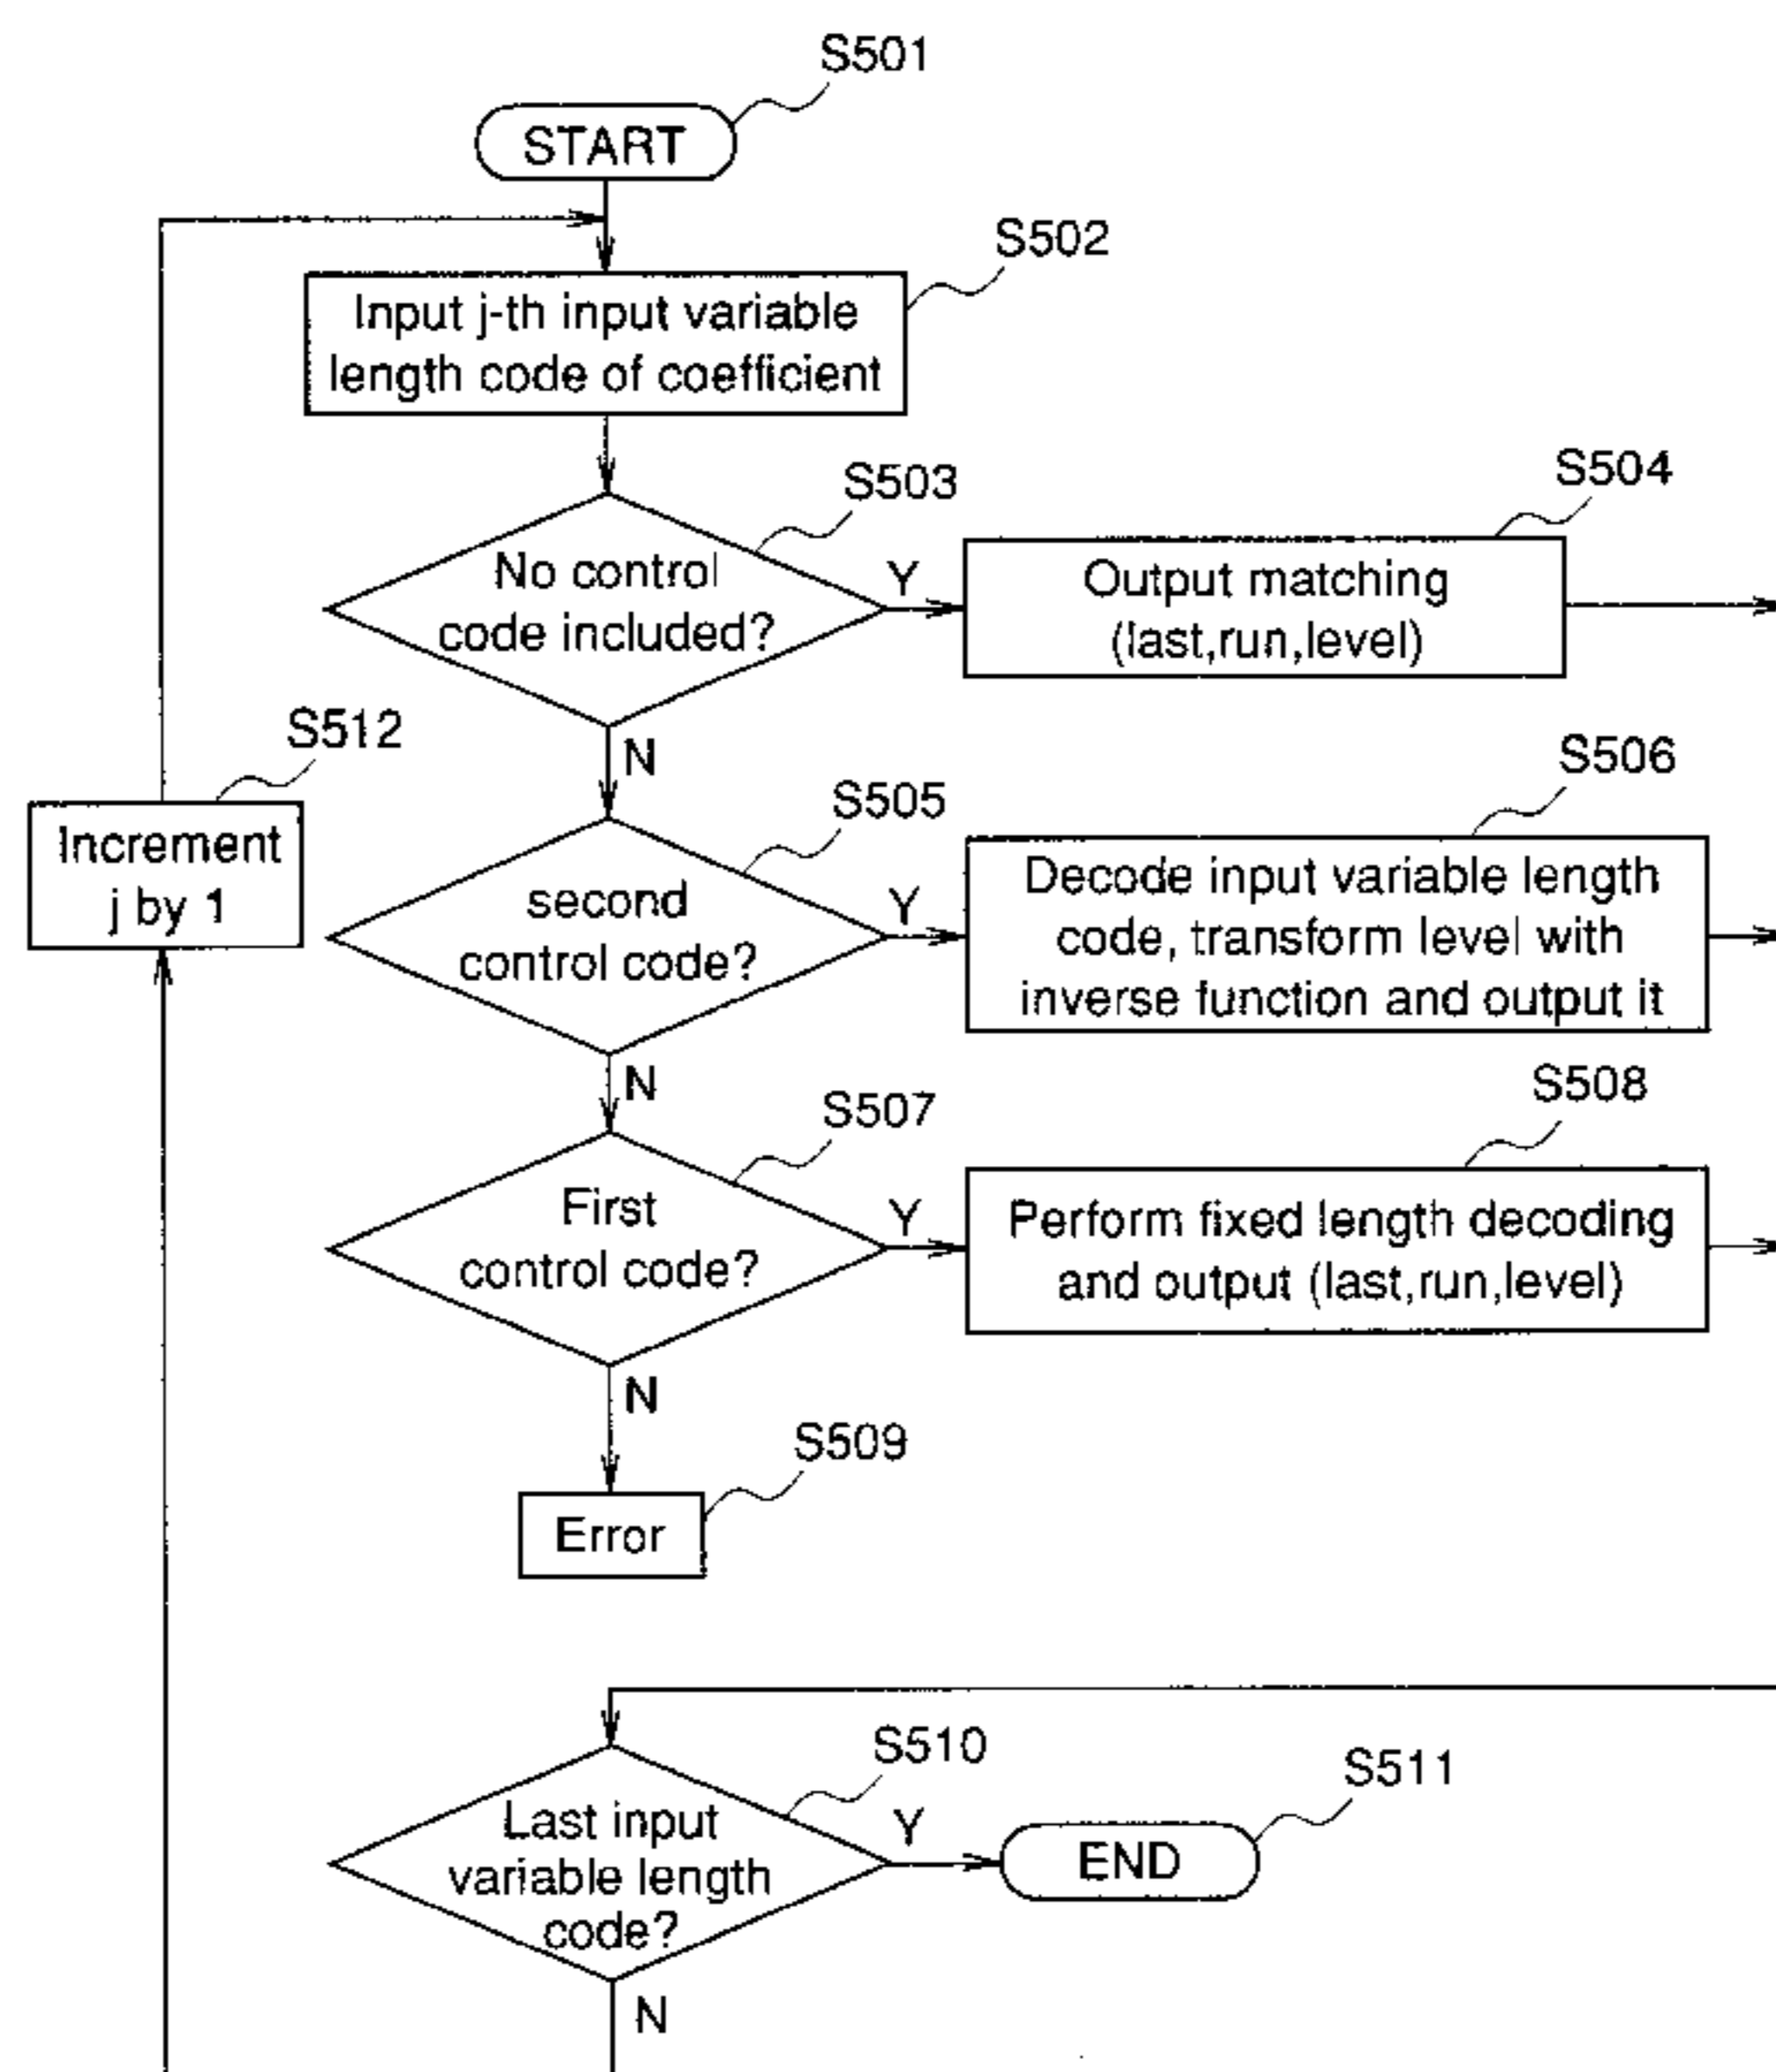 S501
START
S502
Input j-th input variable
length code of coefficient
S503
No control
code included?
Y
S504
Output matching
(last,run,level)
N
S512
Increment
j by 1
S505
second
control code?
Y
S506
Decode input variable length
code, transform level with
inverse function and output it
N
S507
First
control code?
Y
S508
Perform fixed length decoding
and output (last,run,level)
N
S509
Error
S510
Last input
variable length
code?
Y
S511
END
N